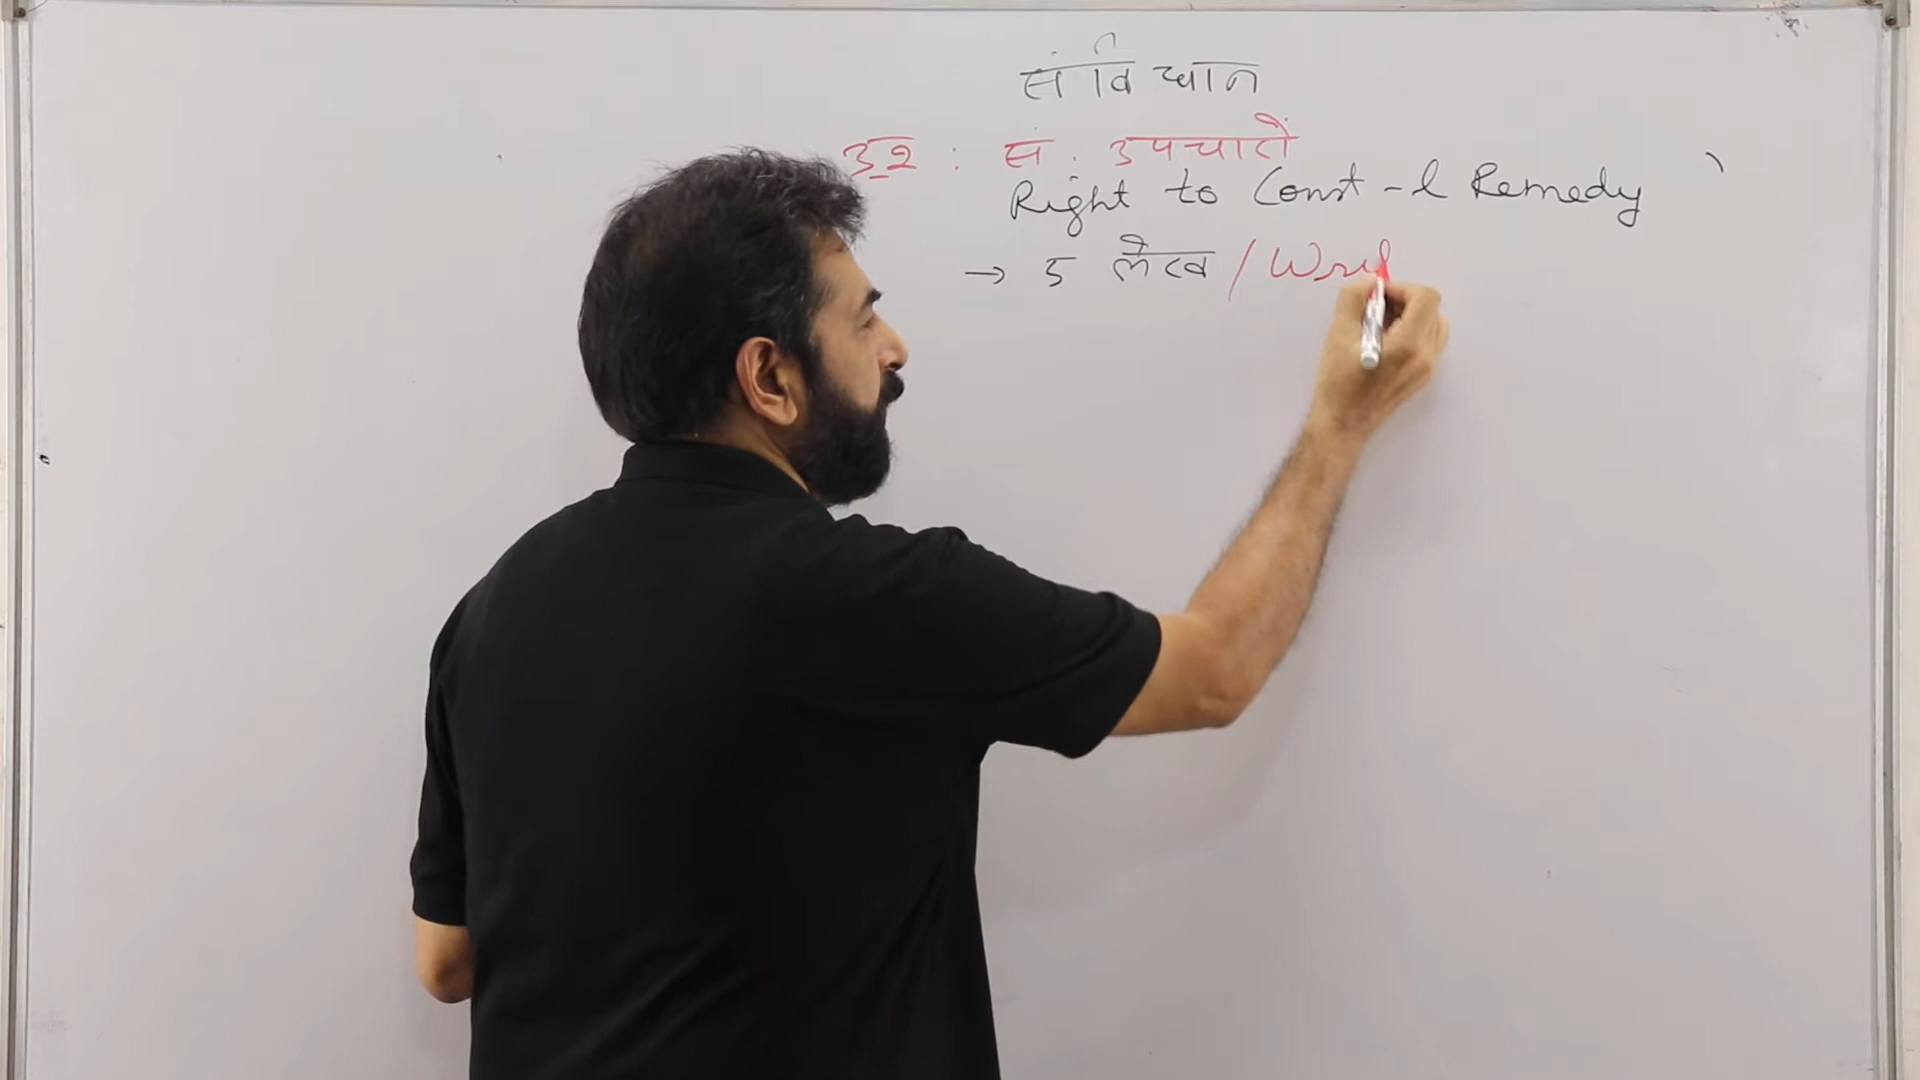 संविधान
32 : सं. उपचारों
Right to Const-l Remedy
→ 5 लेख / Writ